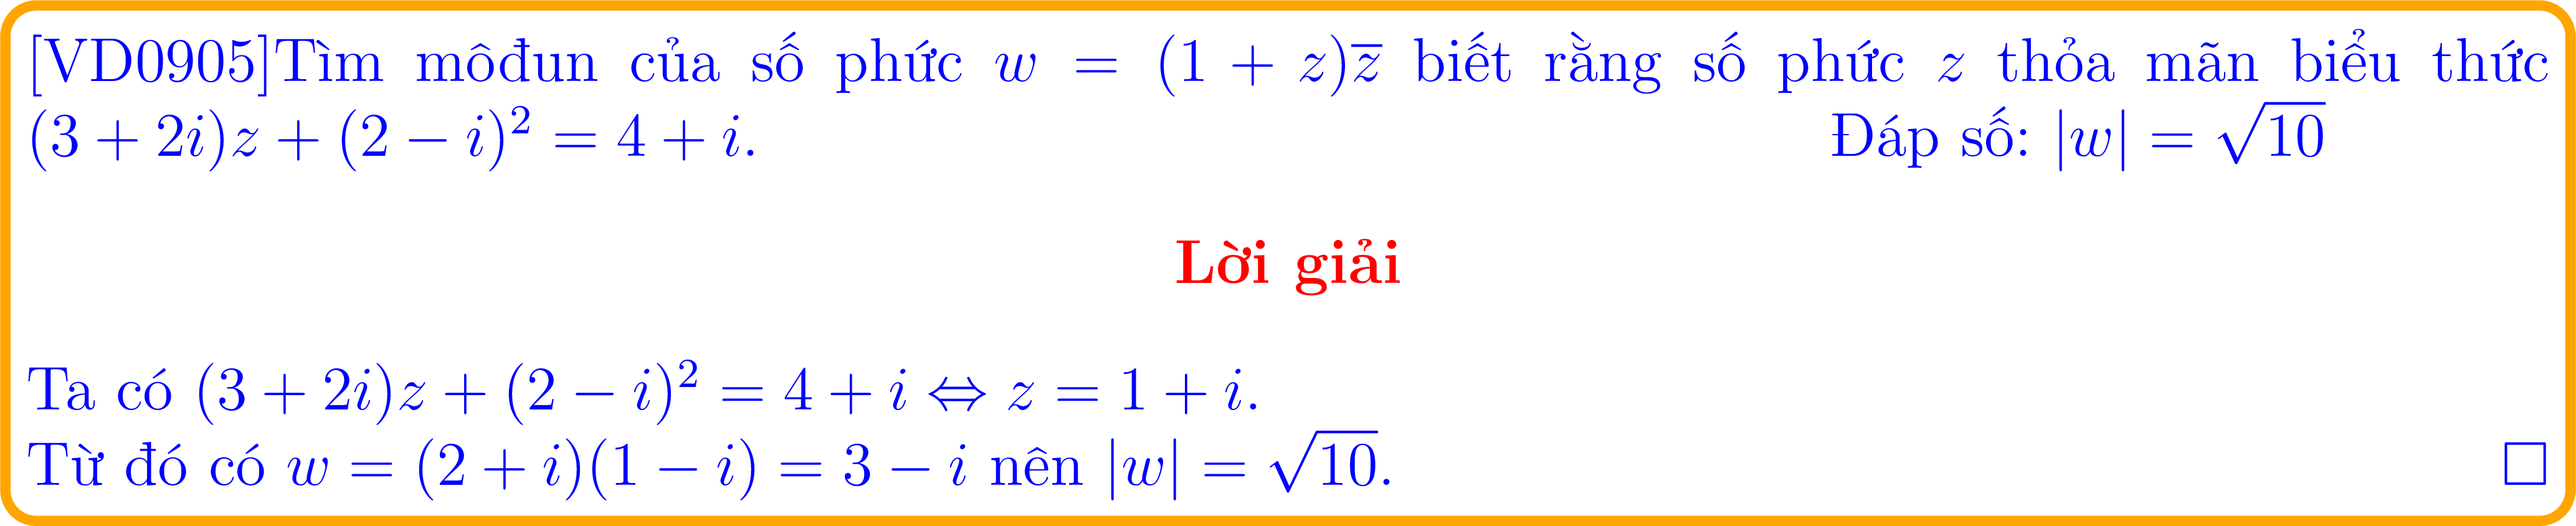 [VD0905]Tìm môđun của số phức $w = (1 + z)\overline{z}$ biết rằng số phức $z$ thỏa mãn biểu thức
$(3 + 2i)z + (2 - i)^2 = 4 + i.$ Đáp số: $|w| = \sqrt{10}$
Lời giải
Ta có $(3 + 2i)z + (2 - i)^2 = 4 + i \Leftrightarrow z = 1 + i.$
Từ đó có $w = (2 + i)(1 - i) = 3 - i$ nên $|w| = \sqrt{10}.$ □